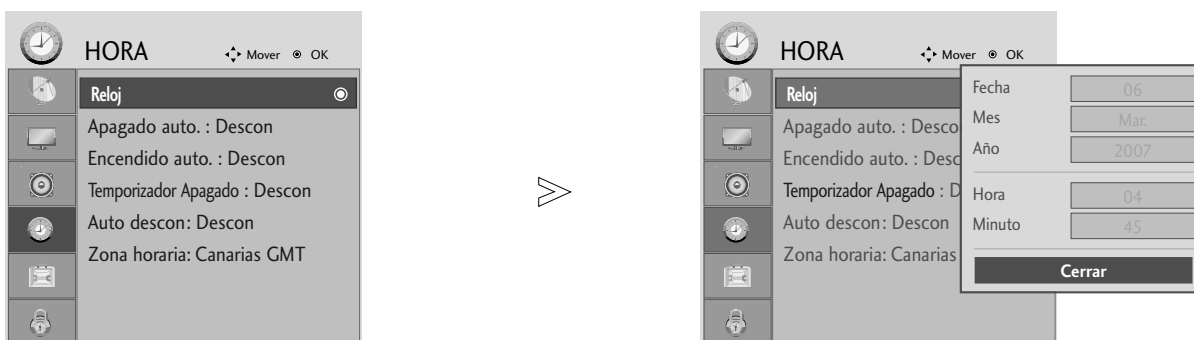 HORA
Mover OK
Reloj
Apagado auto. : Descon
Encendido auto. : Descon
Temporizador Apagado : Descon
Auto descon: Descon
Zona horaria: Canarias GMT
HORA
Mover OK
Reloj
Apagado auto. : Desco
Encendido auto. : Desc
Temporizador Apagado : D
Auto descon: Descon
Zona horaria: Canarias
Fecha 06
Mes Mar.
Año 2007
Hora 04
Minuto 45
Cerrar